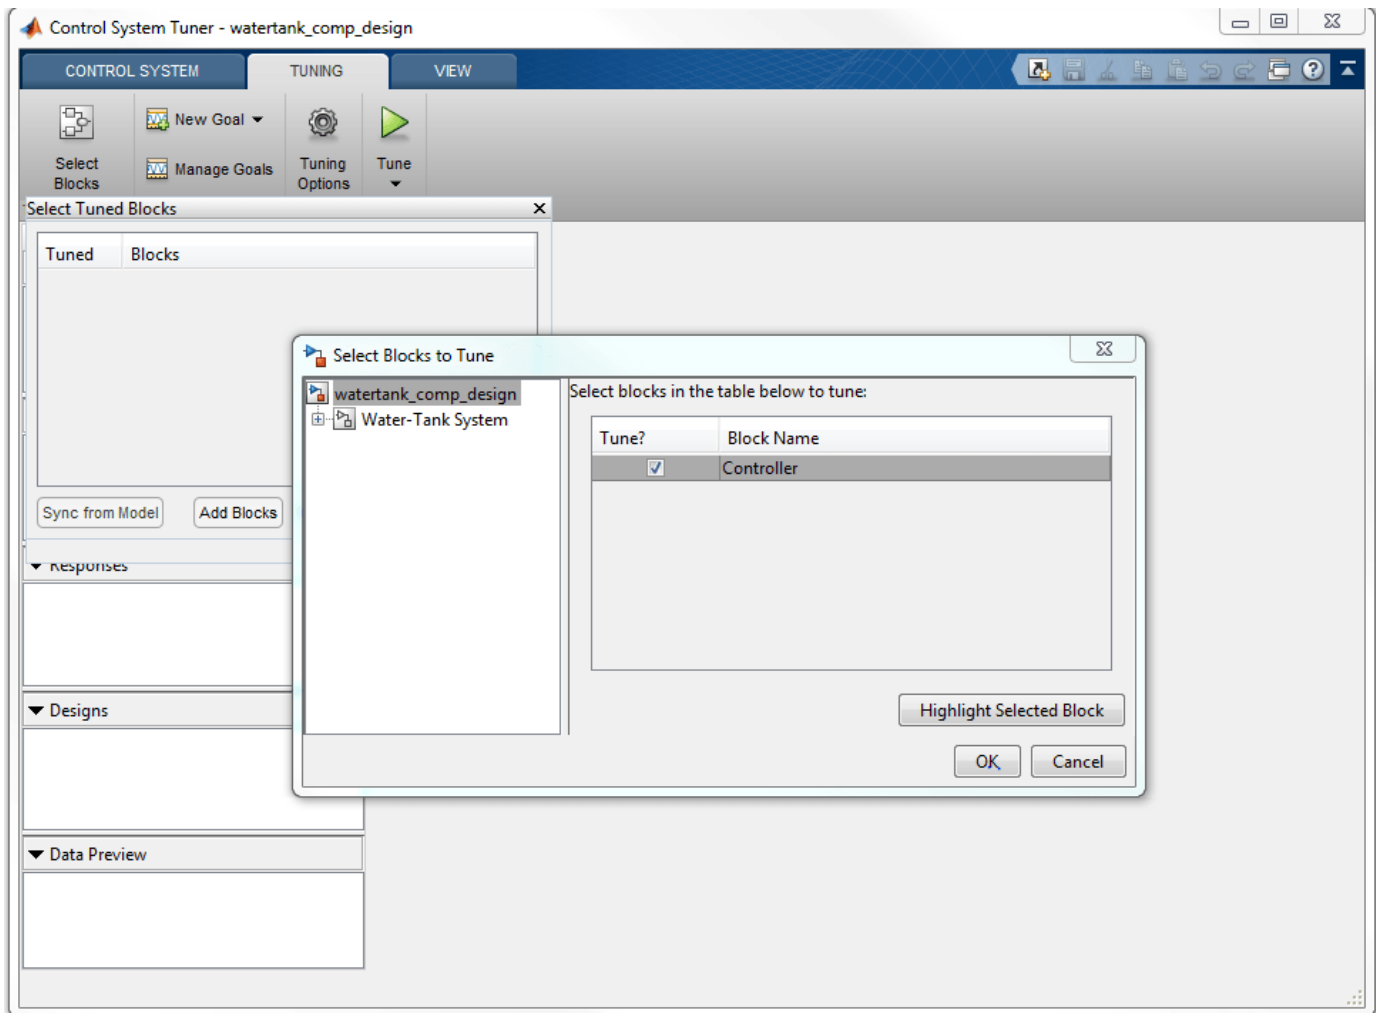 Control System Tuner - watertank_comp_design
CONTROL SYSTEM
TUNING
VIEW
New Goal
Manage Goals
Select
Blocks
Tuning
Options
Tune
Select Tuned Blocks
Tuned
Blocks
Sync from Model
Add Blocks
Select Blocks to Tune
watertank_comp_design
Water-Tank System
Select blocks in the table below to tune:
Tune?
Block Name
Controller
Highlight Selected Block
OK
Cancel
Responses
Designs
Data Preview